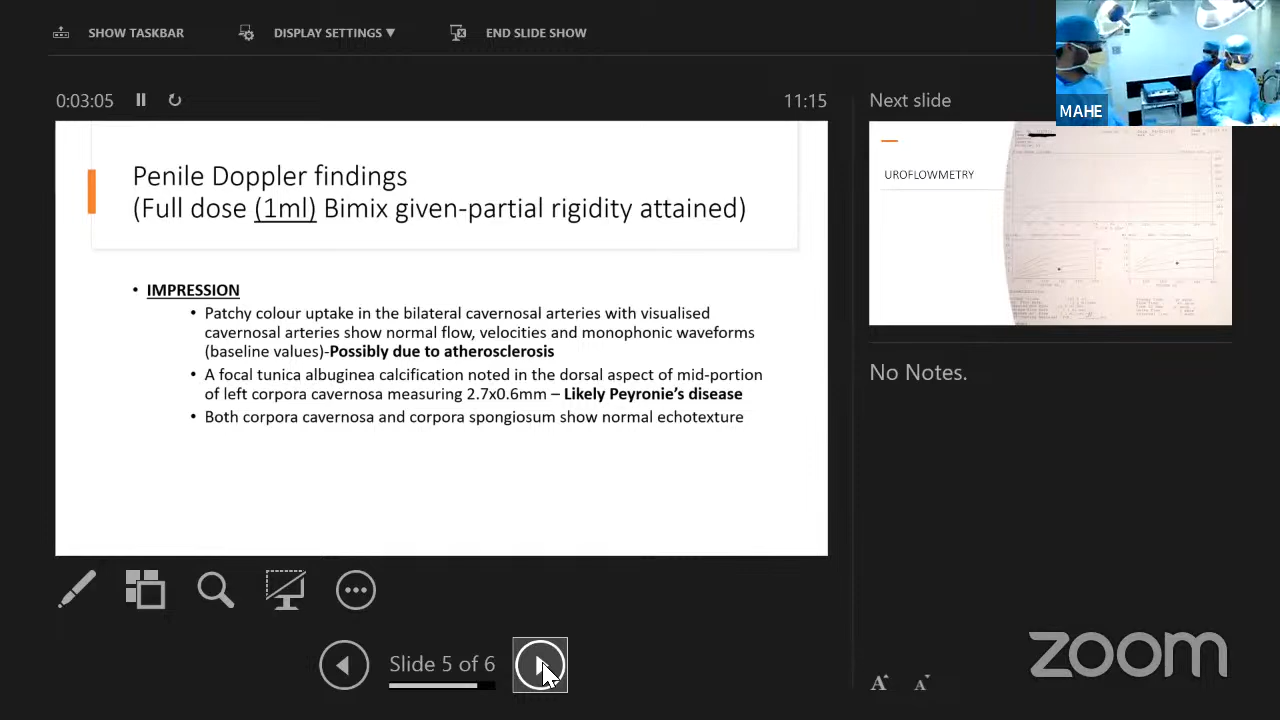 SHOW TASKBAR
DISPLAY SETTINGS ▼
END SLIDE SHOW
0:03:05
11:15
Next slide
MAHE
Penile Doppler findings
(Full dose (1ml) Bimix given-partial rigidity attained)
• IMPRESSION
• Patchy colour uptake in the bilateral cavernosal arteries with visualised
cavernosal arteries show normal flow, velocities and monophonic waveforms
(baseline values)-Possibly due to atherosclerosis
• A focal tunica albuginea calcification noted in the dorsal aspect of mid-portion
of left corpora cavernosa measuring 2.7x0.6mm – Likely Peyronie’s disease
• Both corpora cavernosa and corpora spongiosum show normal echotexture
UROFLOWMETRY
No Notes.
Slide 5 of 6
A
A
zoom